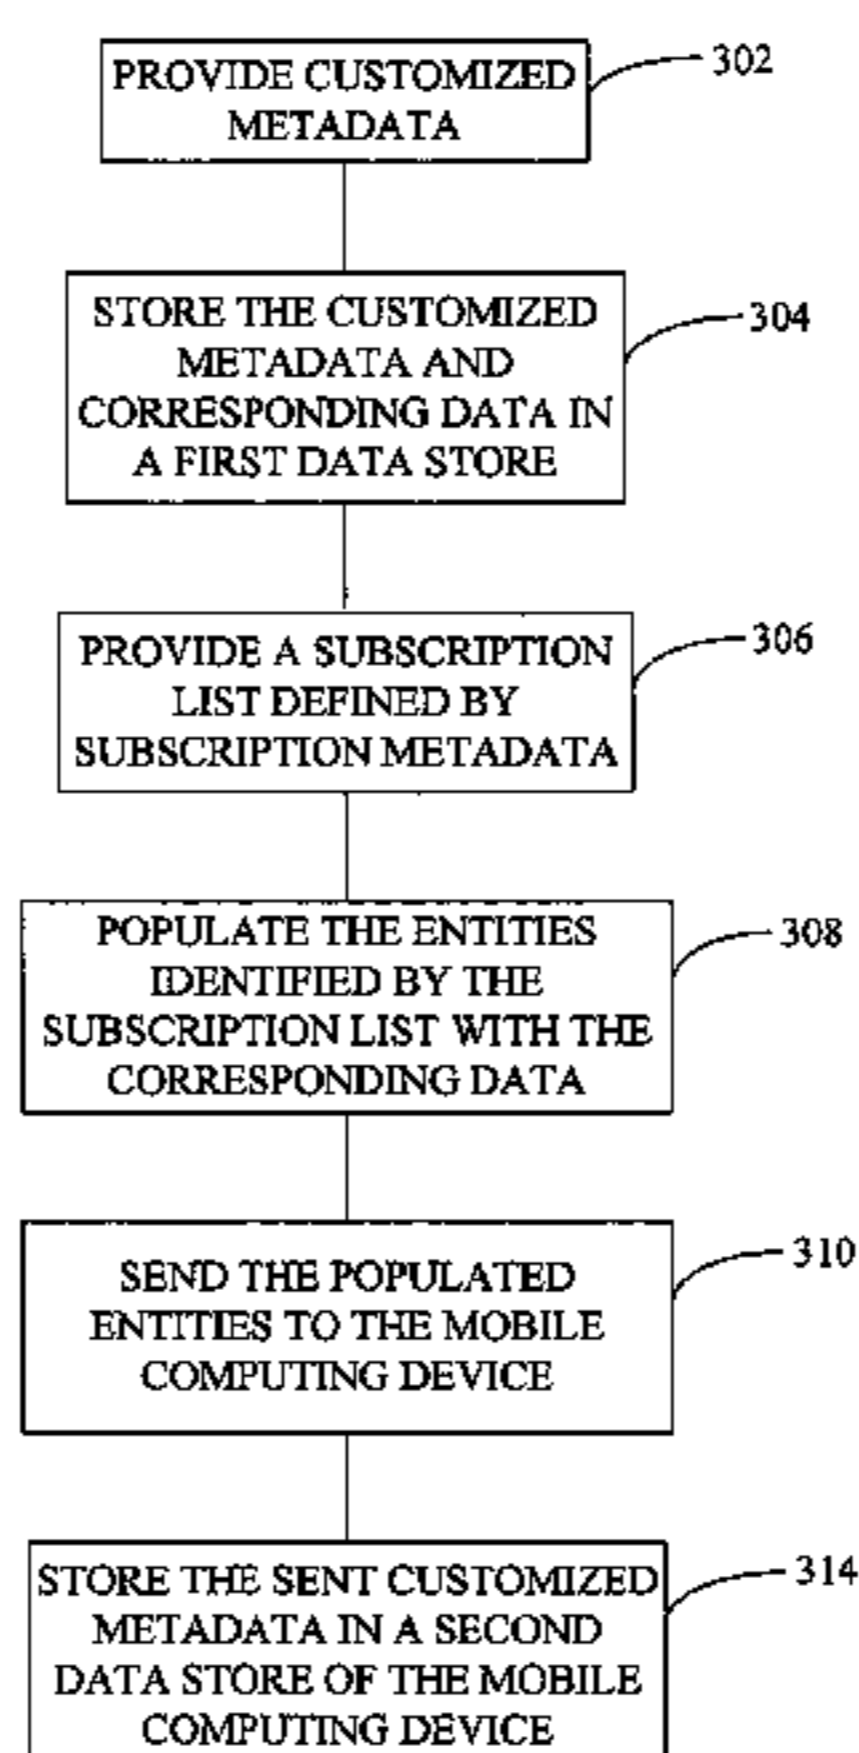 PROVIDE CUSTOMIZED
METADATA
302
STORE THE CUSTOMIZED
METADATA AND
CORRESPONDING DATA IN
A FIRST DATA STORE
304
PROVIDE A SUBSCRIPTION
LIST DEFINED BY
SUBSCRIPTION METADATA
306
POPULATE THE ENTITIES
IDENTIFIED BY THE
SUBSCRIPTION LIST WITH THE
CORRESPONDING DATA
308
SEND THE POPULATED
ENTITIES TO THE MOBILE
COMPUTING DEVICE
310
STORE THE SENT CUSTOMIZED
METADATA IN A SECOND
DATA STORE OF THE MOBILE
COMPUTING DEVICE
314